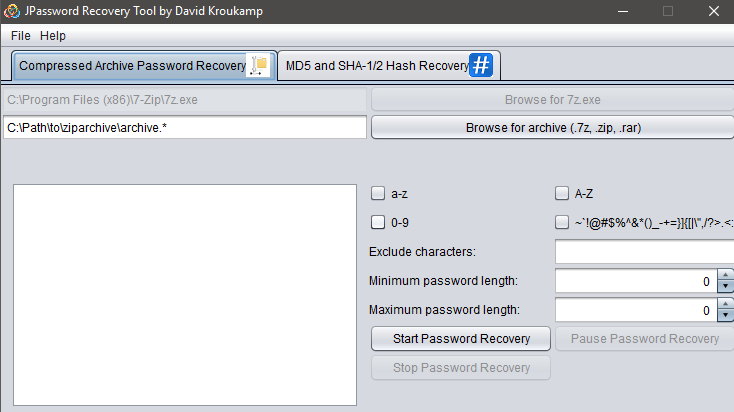 JPassword Recovery Tool by David Kroukamp
File Help
Compressed Archive Password Recovery MD5 and SHA-1/2 Hash Recovery #
C:\Program Files (x86)\7-Zip\7z.exe Browse for 7z.exe
C:\Path\to\ziparchive\archive.* Browse for archive (.7z, .zip, .rar)
a-z A-Z
0-9 ~`!@#$%^&*()_-+=}]{[|\",/?>.<:
Exclude characters:
Minimum password length: 0
Maximum password length: 0
Start Password Recovery Pause Password Recovery
Stop Password Recovery